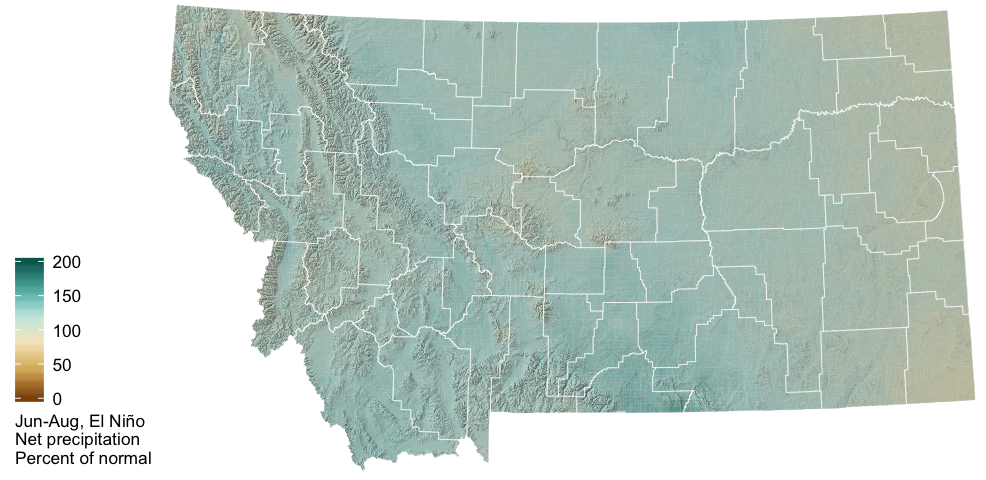 200
150
100
50
0
Jun-Aug, El Niño
Net precipitation
Percent of normal